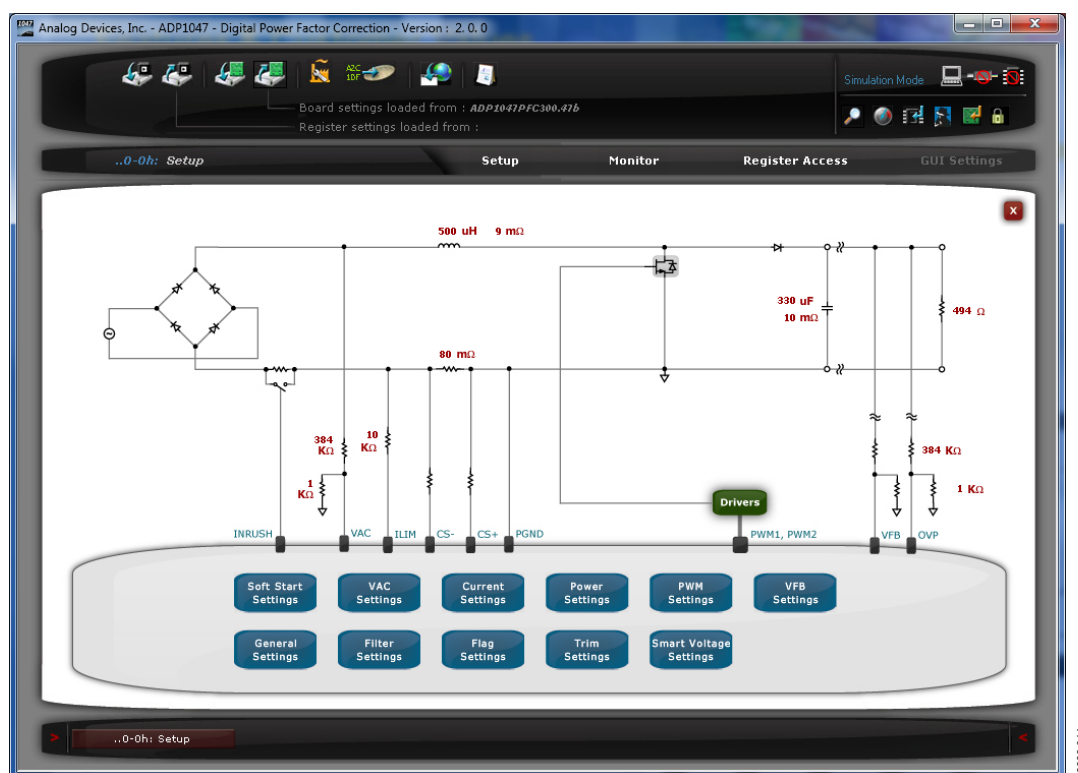 1047 Analog Devices, Inc. - ADP1047 - Digital Power Factor Correction - Version : 2. 0. 0
A2C
1DF
Simulation Mode
Board settings loaded from : ADP1047PFC300.47b
Register settings loaded from :
..0-0h: Setup
Setup
Monitor
Register Access
GUI Settings
x
500 uH 9 mΩ
330 uF
10 mΩ
494 Ω
80 mΩ
384
KΩ
10
KΩ
1
KΩ
384 KΩ
1 KΩ
Drivers
INRUSH
VAC
ILIM
CS-
CS+
PGND
PWM1, PWM2
VFB
OVP
Soft Start
Settings
VAC
Settings
Current
Settings
Power
Settings
PWM
Settings
VFB
Settings
General
Settings
Filter
Settings
Flag
Settings
Trim
Settings
Smart Voltage
Settings
> ..0-0h: Setup <